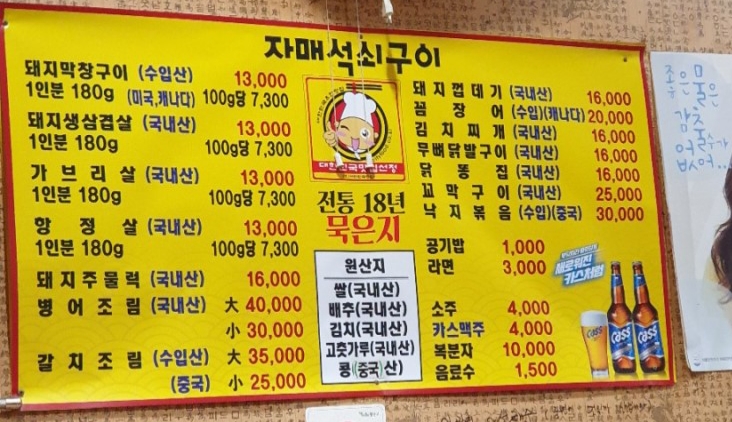 자매석쇠구이
돼지막창구이 (수입산) 13,000
1인분 180g (미국,캐나다) 100g당 7,300
돼지생삼겹살 (국내산) 13,000
1인분 180g 100g당 7,300
가브리살 (국내산) 13,000
1인분 180g 100g당 7,300
항정살 (국내산) 13,000
1인분 180g 100g당 7,300
돼지주물럭 (국내산) 16,000
병어조림 (국내산) 大 40,000
小 30,000
갈치조림 (수입산) 大 35,000
(중국) 小 25,000
전통 18년
묵은지
원산지
쌀(국내산)
배추(국내산)
김치(국내산)
고춧가루(국내산)
콩(중국산)
돼지껍데기 (국내산) 16,000
꼼장어 (수입)(캐나다) 20,000
김치찌개 (국내산) 16,000
무뼈닭발구이 (국내산) 16,000
닭똥집 (국내산) 16,000
꼬막구이 (국내산) 25,000
낙지볶음 (수입)(중국) 30,000
공기밥 1,000
라면 3,000
소주 4,000
카스맥주 4,000
복분자 10,000
음료수 1,500
새로워진
카스처럼
Cass
Cass
Cass
물은
없어..